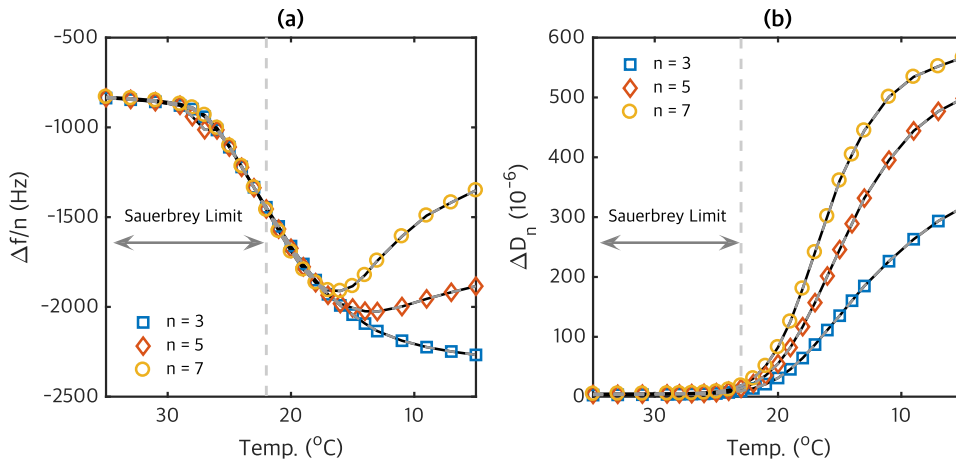 (a)
-500
-1000
-1500
-2000
-2500
Δf/n (Hz)
Sauerbrey Limit
n = 3
n = 5
n = 7
30
20
10
Temp. (°C)
(b)
600
500
400
300
200
100
0
ΔDₙ (10⁻⁶)
n = 3
n = 5
n = 7
Sauerbrey Limit
30
20
10
Temp. (°C)